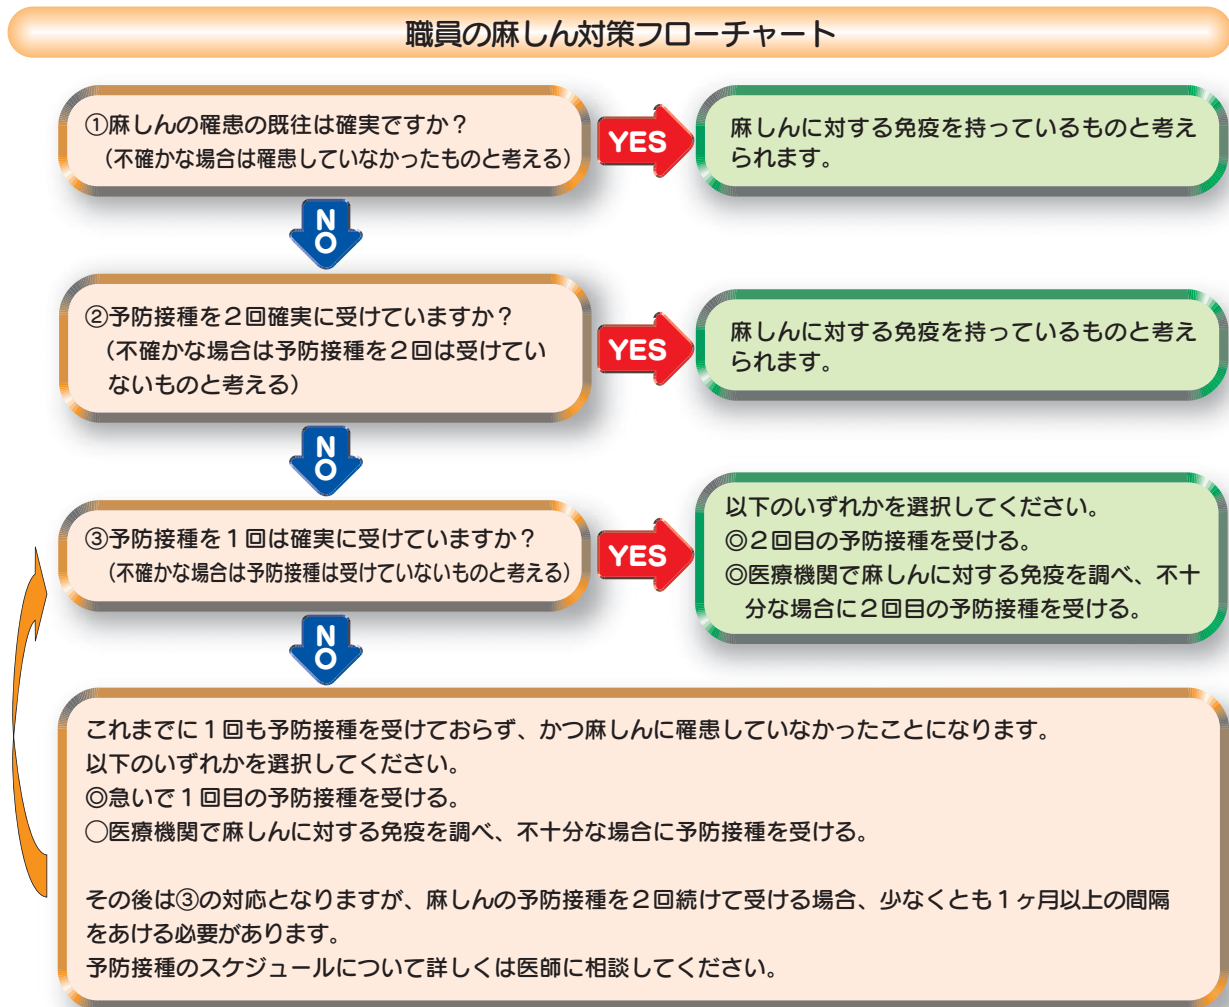 職員の麻しん対策フローチャート
①麻しんの罹患の既往は確実ですか？
（不確かな場合は罹患していなかったものと考える）
YES
麻しんに対する免疫を持っているものと考え
られます。
NO
②予防接種を２回確実に受けていますか？
（不確かな場合は予防接種を２回は受けてい
ないものと考える）
YES
麻しんに対する免疫を持っているものと考え
られます。
NO
③予防接種を１回は確実に受けていますか？
（不確かな場合は予防接種は受けていないものと考える）
YES
以下のいずれかを選択してください。
◎２回目の予防接種を受ける。
◎医療機関で麻しんに対する免疫を調べ、不十
分な場合に２回目の予防接種を受ける。
NO
これまでに１回も予防接種を受けておらず、かつ麻しんに罹患していなかったことになります。
以下のいずれかを選択してください。
◎急いで１回目の予防接種を受ける。
○医療機関で麻しんに対する免疫を調べ、不十分な場合に予防接種を受ける。
その後は③の対応となりますが、麻しんの予防接種を２回続けて受ける場合、少なくとも１ヶ月以上の間隔
をあける必要があります。
予防接種のスケジュールについて詳しくは医師に相談してください。